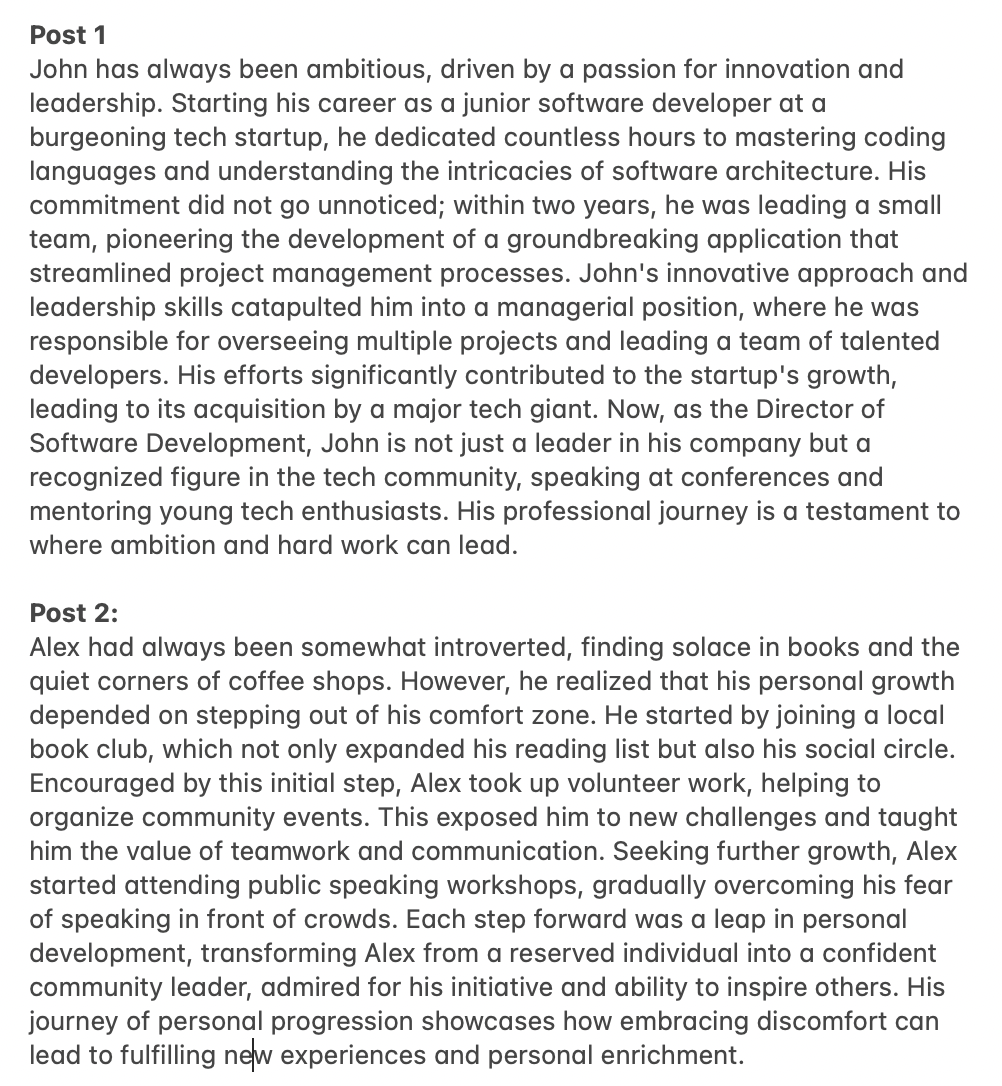 Post 1
John has always been ambitious, driven by a passion for innovation and
leadership. Starting his career as a junior software developer at a
burgeoning tech startup, he dedicated countless hours to mastering coding
languages and understanding the intricacies of software architecture. His
commitment did not go unnoticed; within two years, he was leading a small
team, pioneering the development of a groundbreaking application that
streamlined project management processes. John's innovative approach and
leadership skills catapulted him into a managerial position, where he was
responsible for overseeing multiple projects and leading a team of talented
developers. His efforts significantly contributed to the startup's growth,
leading to its acquisition by a major tech giant. Now, as the Director of
Software Development, John is not just a leader in his company but a
recognized figure in the tech community, speaking at conferences and
mentoring young tech enthusiasts. His professional journey is a testament to
where ambition and hard work can lead.
Post 2:
Alex had always been somewhat introverted, finding solace in books and the
quiet corners of coffee shops. However, he realized that his personal growth
depended on stepping out of his comfort zone. He started by joining a local
book club, which not only expanded his reading list but also his social circle.
Encouraged by this initial step, Alex took up volunteer work, helping to
organize community events. This exposed him to new challenges and taught
him the value of teamwork and communication. Seeking further growth, Alex
started attending public speaking workshops, gradually overcoming his fear
of speaking in front of crowds. Each step forward was a leap in personal
development, transforming Alex from a reserved individual into a confident
community leader, admired for his initiative and ability to inspire others. His
journey of personal progression showcases how embracing discomfort can
lead to fulfilling new experiences and personal enrichment.